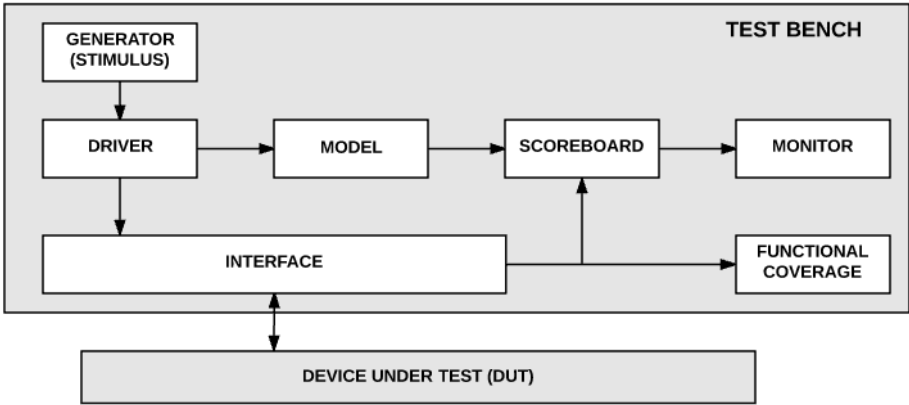 TEST BENCH
GENERATOR
(STIMULUS)
DRIVER
MODEL
SCOREBOARD
MONITOR
INTERFACE
FUNCTIONAL
COVERAGE
DEVICE UNDER TEST (DUT)